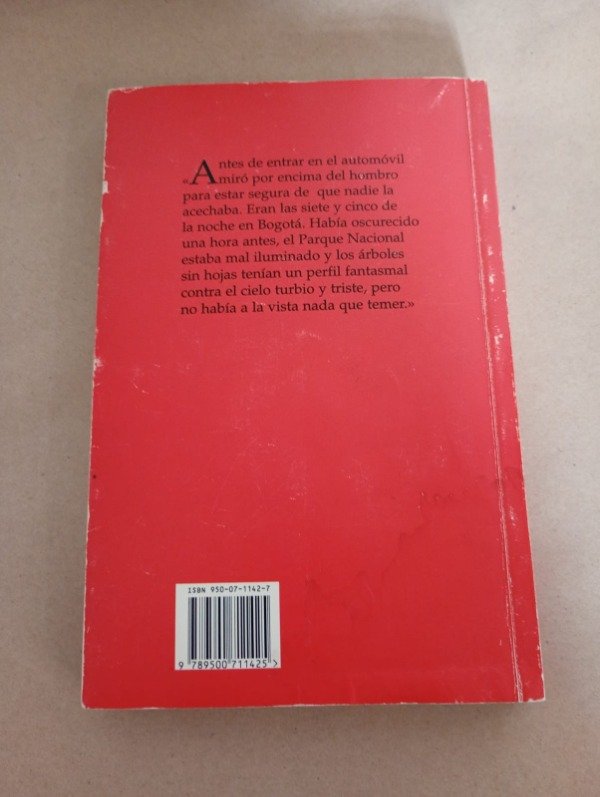 «Antes de entrar en el automóvil
miró por encima del hombro
para estar segura de que nadie la
acechaba. Eran las siete y cinco de
la noche en Bogotá. Había oscurecido
una hora antes, el Parque Nacional
estaba mal iluminado y los árboles
sin hojas tenían un perfil fantasmal
contra el cielo turbio y triste, pero
no había a la vista nada que temer.»
ISBN 950-07-1142-7
9 789500 711425 >